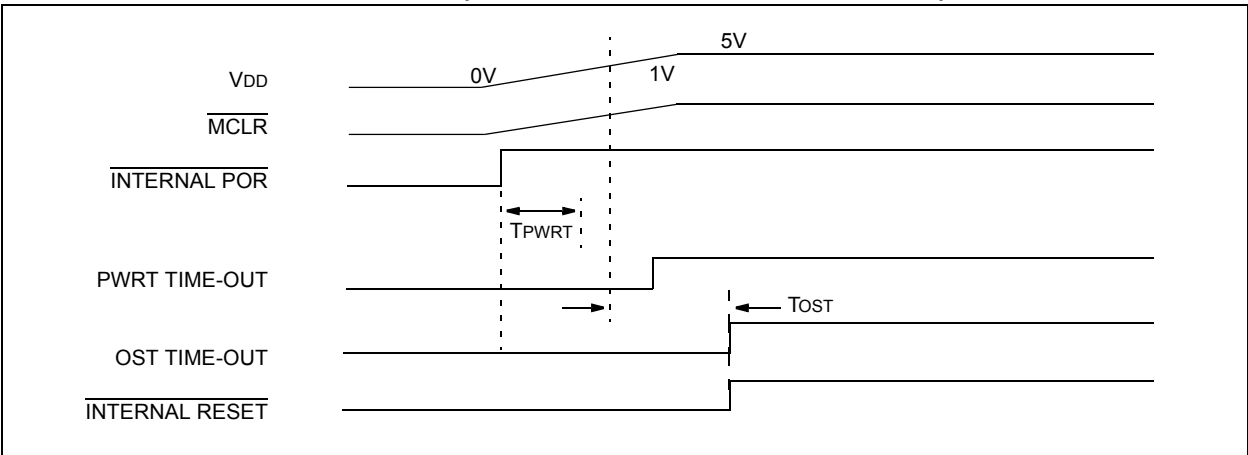 5V
VDD
0V
1V
MCLR
INTERNAL POR
TPWRT
PWRT TIME-OUT
TOST
OST TIME-OUT
INTERNAL RESET